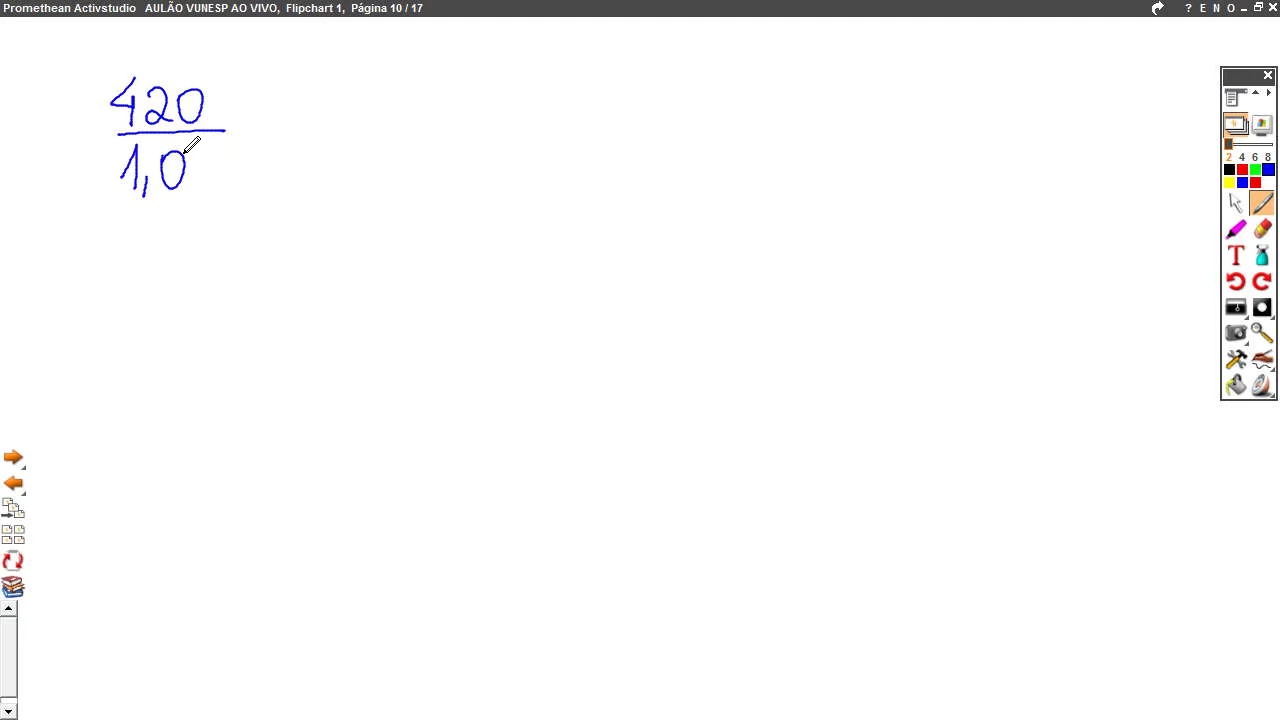 Promethean Activstudio AULÃO VUNESP AO VIVO, Flipchart 1, Página 10 / 17
? E N O
420
1,0
2 4 6 8
T